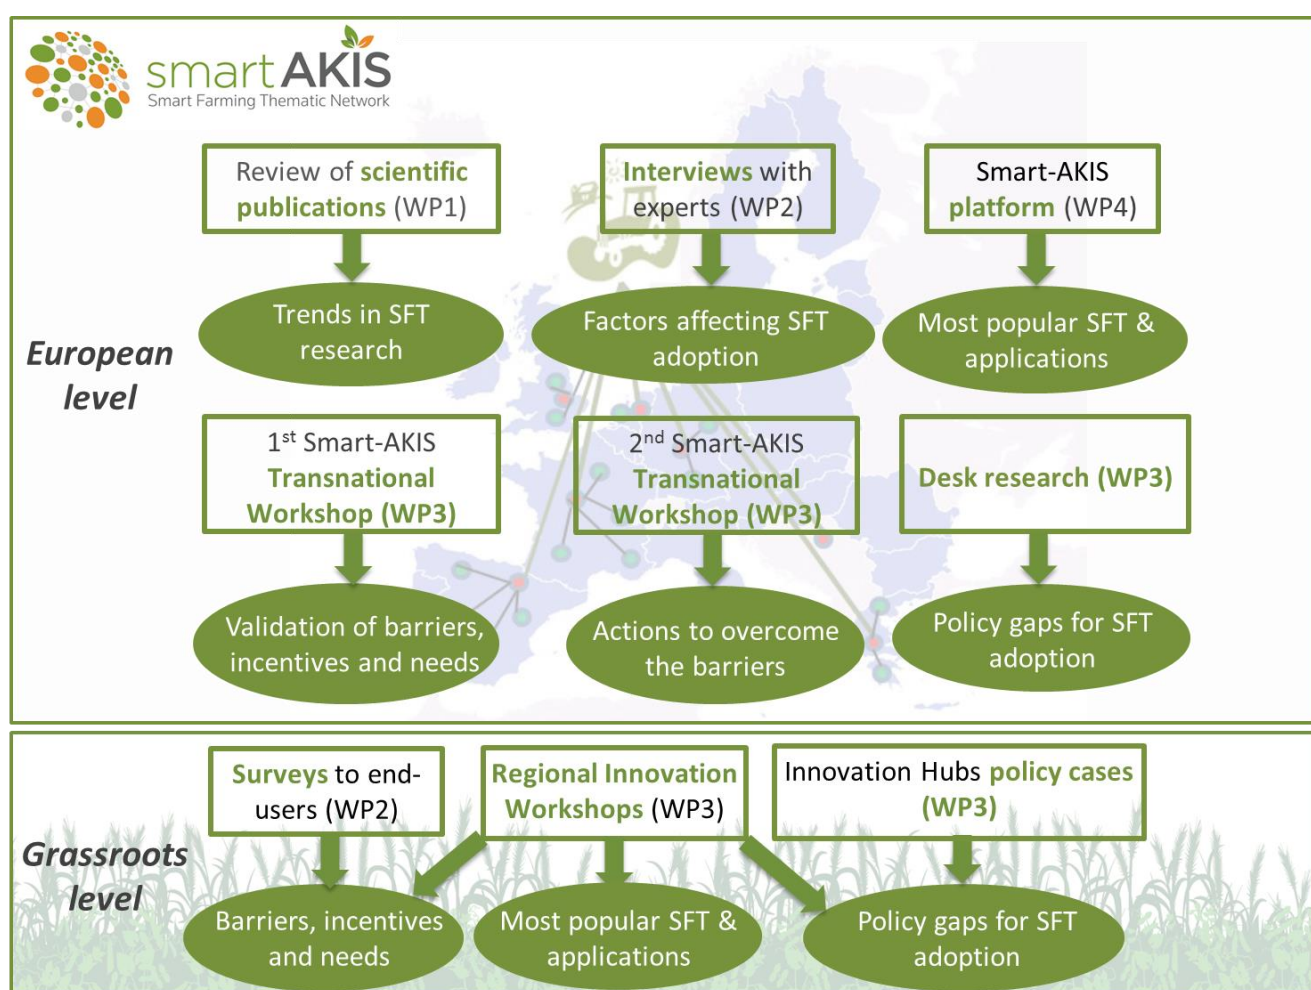 smart AKIS
Smart Farming Thematic Network
Review of scientific
publications (WP1)
Interviews with
experts (WP2)
Smart-AKIS
platform (WP4)
Trends in SFT
research
Factors affecting SFT
adoption
Most popular SFT &
applications
European
level
1st Smart-AKIS
Transnational
Workshop (WP3)
2nd Smart-AKIS
Transnational
Workshop (WP3)
Desk research (WP3)
Validation of barriers,
incentives and needs
Actions to overcome
the barriers
Policy gaps for SFT
adoption
Surveys to end-
users (WP2)
Regional Innovation
Workshops (WP3)
Innovation Hubs policy cases
(WP3)
Grassroots
level
Barriers, incentives
and needs
Most popular SFT &
applications
Policy gaps for SFT
adoption